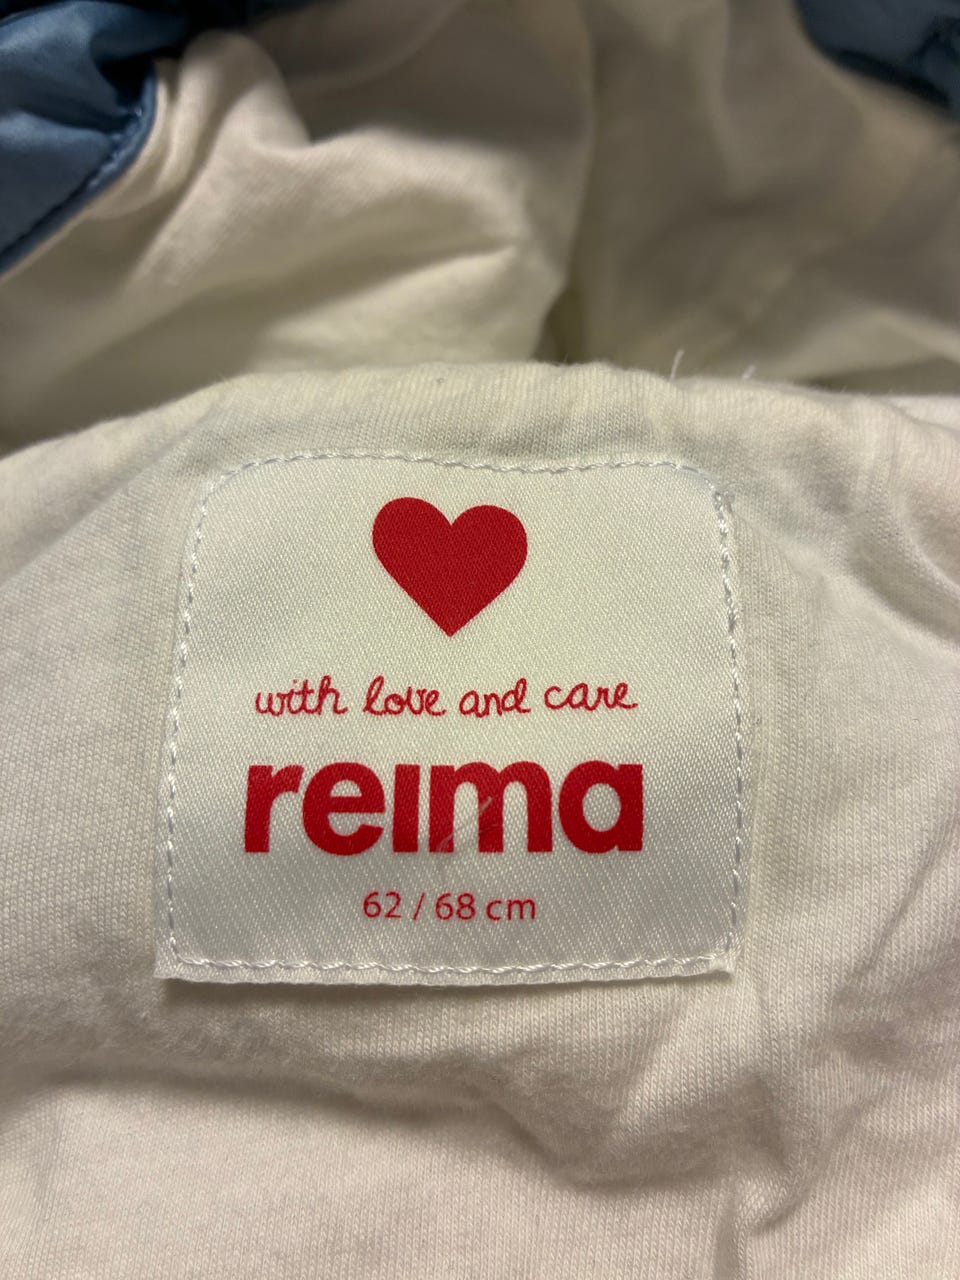 with love and care
reima
62 / 68 cm